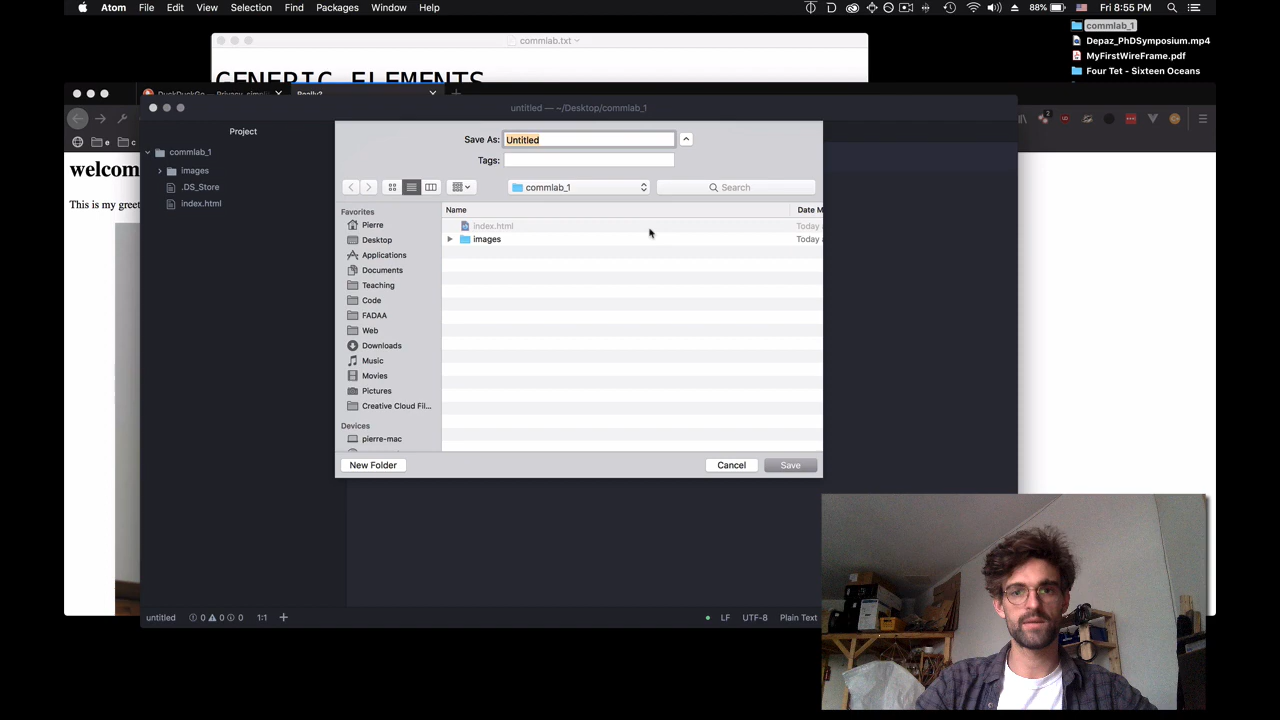 Atom File Edit View Selection Find Packages Window Help 88% Fri 8:55 PM
commlab_1
Depaz_PhDSymposium.mp4
MyFirstWireFrame.pdf
Four Tet - Sixteen Oceans
commlab.txt
GENERIC ELEMENTS
DuckDuckGo — Privacy, simpli
Really?
untitled — ~/Desktop/commlab_1
e
c
welcom
This is my greet
Project
commlab_1
images
.DS_Store
index.html
Save As: Untitled
Tags:
commlab_1
Search
Favorites
Pierre
Desktop
Applications
Documents
Teaching
Code
FADAA
Web
Downloads
Music
Movies
Pictures
Creative Cloud Fil...
Devices
pierre-mac
Name Date M
index.html Today
images Today
New Folder Cancel Save
untitled 0 0 0 1:1 LF UTF-8 Plain Text